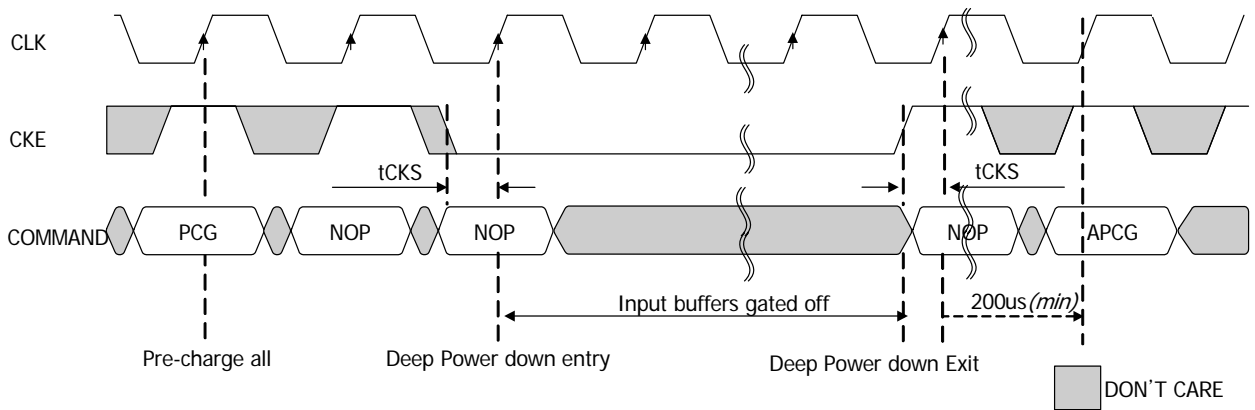 CLK
CKE
tCKS
tCKS
COMMAND
PCG
NOP
NOP
NOP
APCG
Input buffers gated off
200us(min)
Pre-charge all
Deep Power down entry
Deep Power down Exit
DON'T CARE